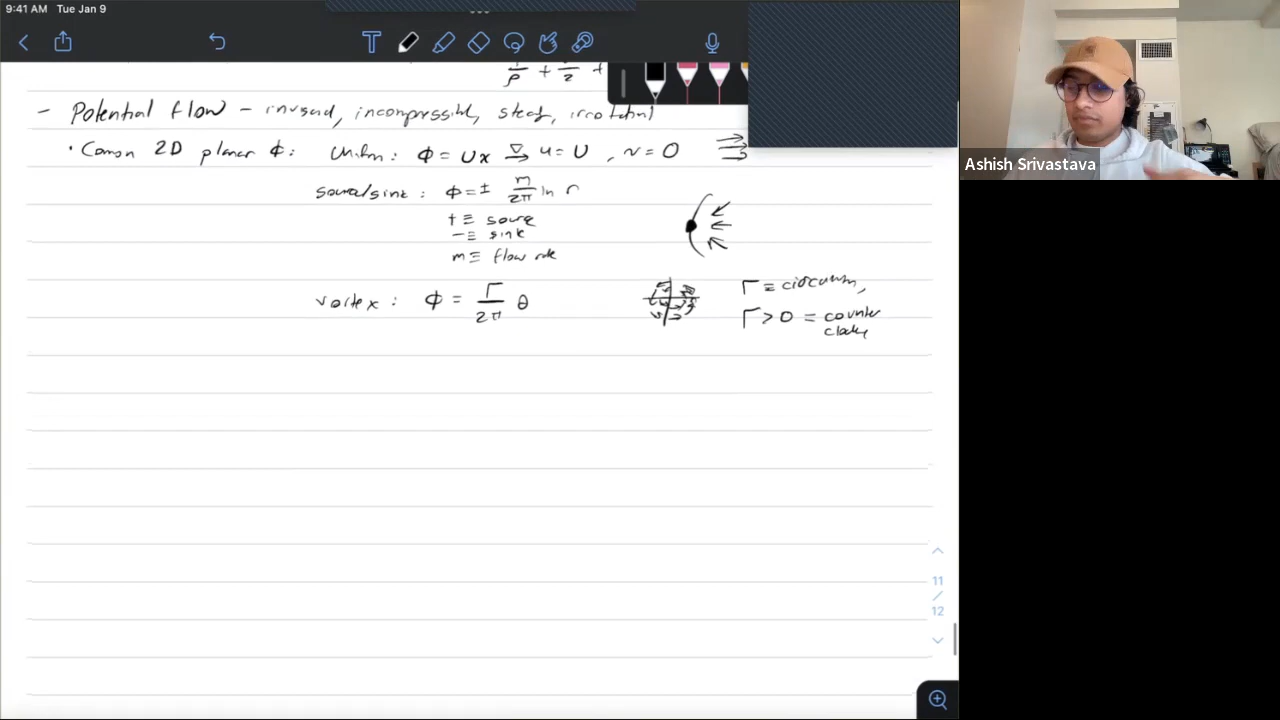 9:41 AM Tue Jan 9
- Potential flow - inviscid, incompressible, steady, irrotational
• Common 2D planar ϕ: Uniform: ϕ = Ux ⇒ ∇ u = U, v = 0
source/sink: ϕ = ± m/2π ln r
+ ≡ source
- ≡ sink
m ≡ flow rate
vortex: ϕ = Γ/2π θ
Γ ≡ circulation,
Γ > 0 = counter
Ashish Srivastava
11
/
12